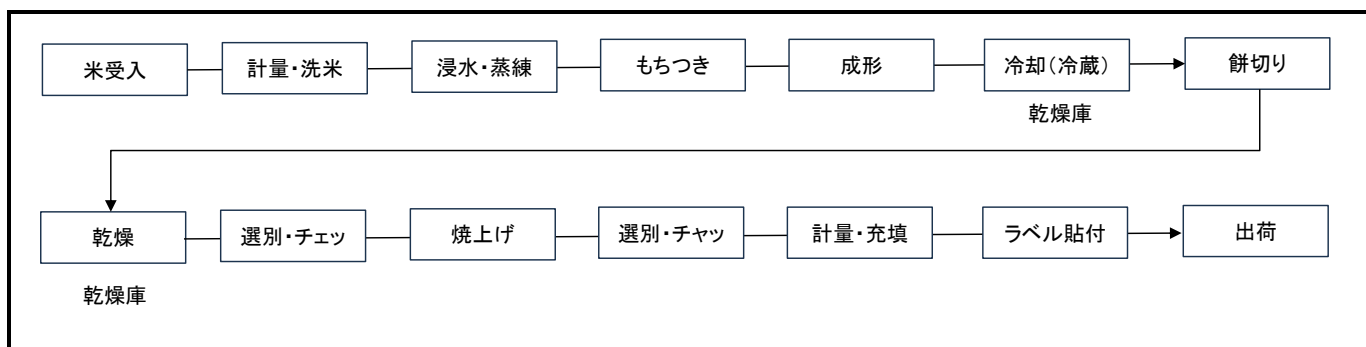 米受入
計量・洗米
浸水・蒸練
もちつき
成形
冷却(冷蔵)
餅切り
乾燥庫
乾燥
選別・チェッ
焼上げ
選別・チャッ
計量・充填
ラベル貼付
出荷
乾燥庫